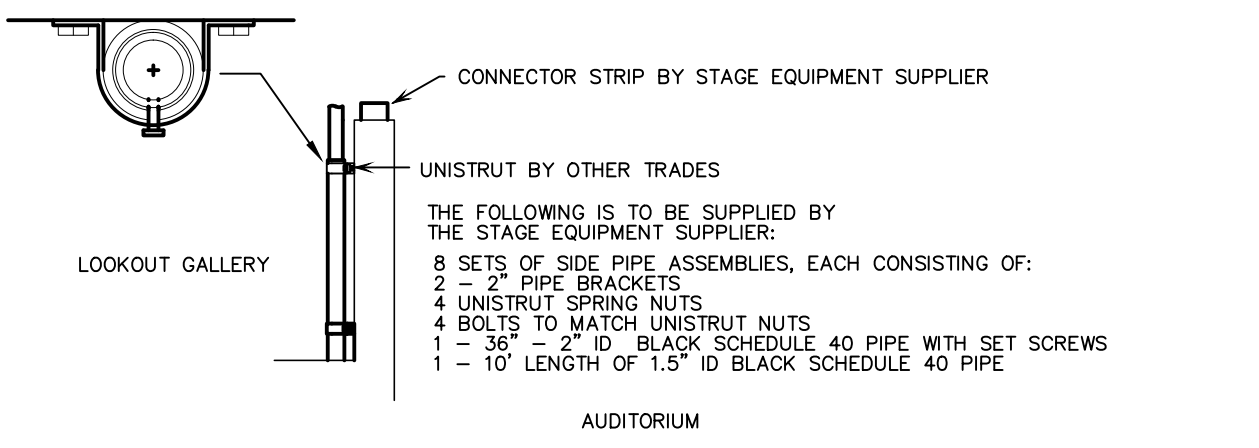 CONNECTOR STRIP BY STAGE EQUIPMENT SUPPLIER
UNISTRUT BY OTHER TRADES
THE FOLLOWING IS TO BE SUPPLIED BY
THE STAGE EQUIPMENT SUPPLIER:
LOOKOUT GALLERY
8 SETS OF SIDE PIPE ASSEMBLIES, EACH CONSISTING OF:
2 – 2” PIPE BRACKETS
4 UNISTRUT SPRING NUTS
4 BOLTS TO MATCH UNISTRUT NUTS
1 – 36” – 2” ID BLACK SCHEDULE 40 PIPE WITH SET SCREWS
1 – 10’ LENGTH OF 1.5” ID BLACK SCHEDULE 40 PIPE
AUDITORIUM